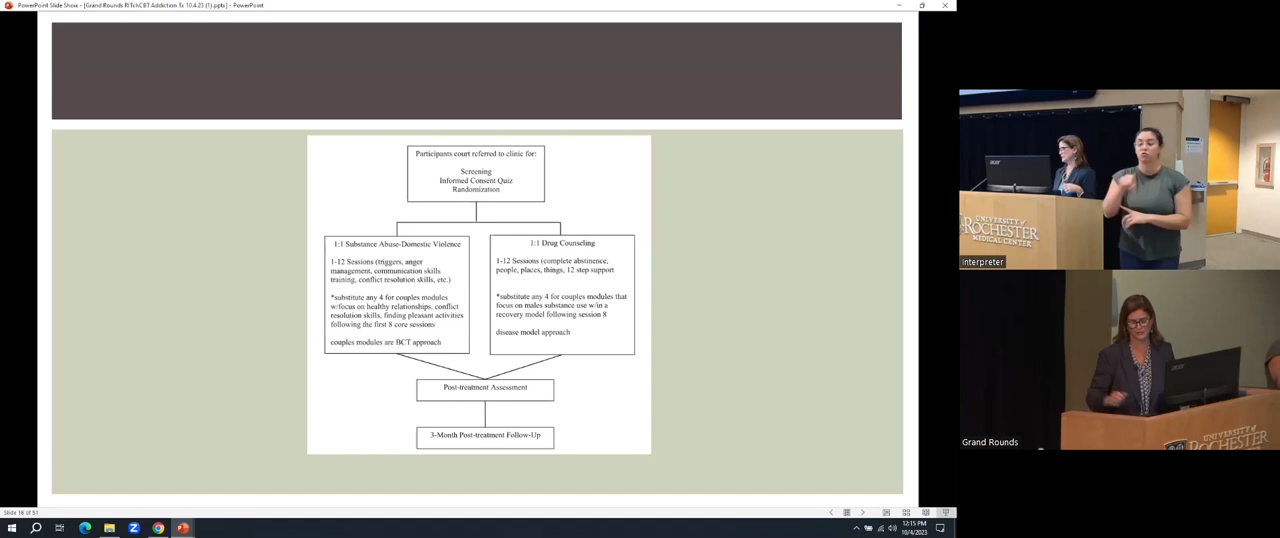 PowerPoint Slide Show - [Grand Rounds RITchCBT Addiction Tx 10.4.23 (1).pptx] - PowerPoint
Participants court referred to clinic for:
Screening
Informed Consent Quiz
Randomization
1:1 Substance Abuse-Domestic Violence
1-12 Sessions (triggers, anger
management, communication skills
training, conflict resolution skills, etc.)
*substitute any 4 for couples modules
w/focus on healthy relationships, conflict
resolution skills, finding pleasant activities
following the first 8 core sessions
couples modules are BCT approach
1:1 Drug Counseling
1-12 Sessions (complete abstinence,
people, places, things, 12 step support
*substitute any 4 for couples modules that
focus on males substance use w/in a
recovery model following session 8
disease model approach
Post-treatment Assessment
3-Month Post-treatment Follow-Up
acer
UNIVERSITY of
ROCHESTER
MEDICAL CENTER
Interpreter
acer
UNIVERSITY of
ROCHESTER
Grand Rounds
Slide 16 of 51
12:15 PM
10/4/2023